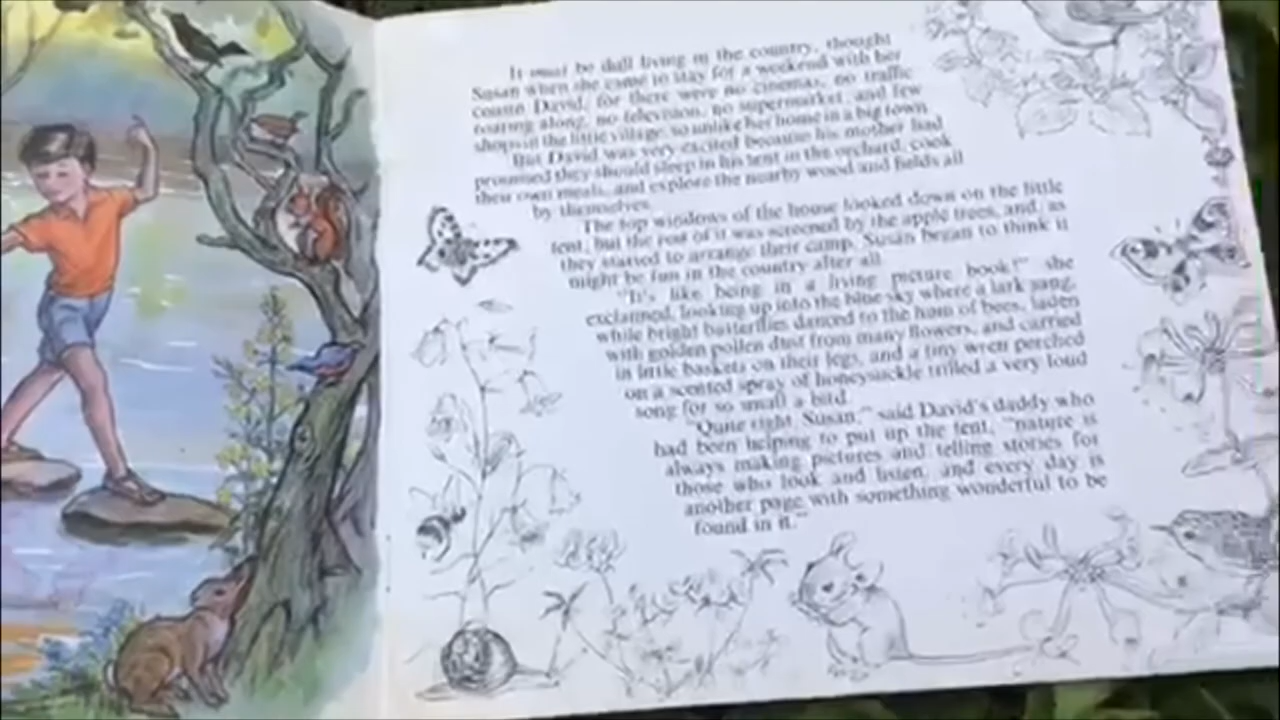 It must be dull living in the country, thought
Susan when she came to stay for a weekend with her
cousin David, for there were no cinemas, no traffic
roaring along, no television, no supermarket, and few
shops in the little village, so unlike her home in a big town.
But David was very excited because his mother had
promised they should sleep in his tent in the orchard, cook
their own meals, and explore the nearby wood and fields all
by themselves.
The top windows of the house looked down on the little
tent, but the rest of it was screened by the apple trees, and, as
they started to arrange their camp, Susan began to think it
might be fun in the country after all.
"It's like being in a living picture book!" she
exclaimed, looking up into the blue sky where a lark sang,
while bright butterflies danced to the hum of bees, laden
with golden pollen dust from many flowers, and carried
in little baskets on their legs, and a tiny wren perched
on a scented spray of honeysuckle trilled a very loud
song for so small a bird.
"Quite right, Susan," said David's daddy who
had been helping to put up the tent, "nature is
always making pictures and telling stories for
those who look and listen, and every day is
another page with something wonderful to be
found in it."